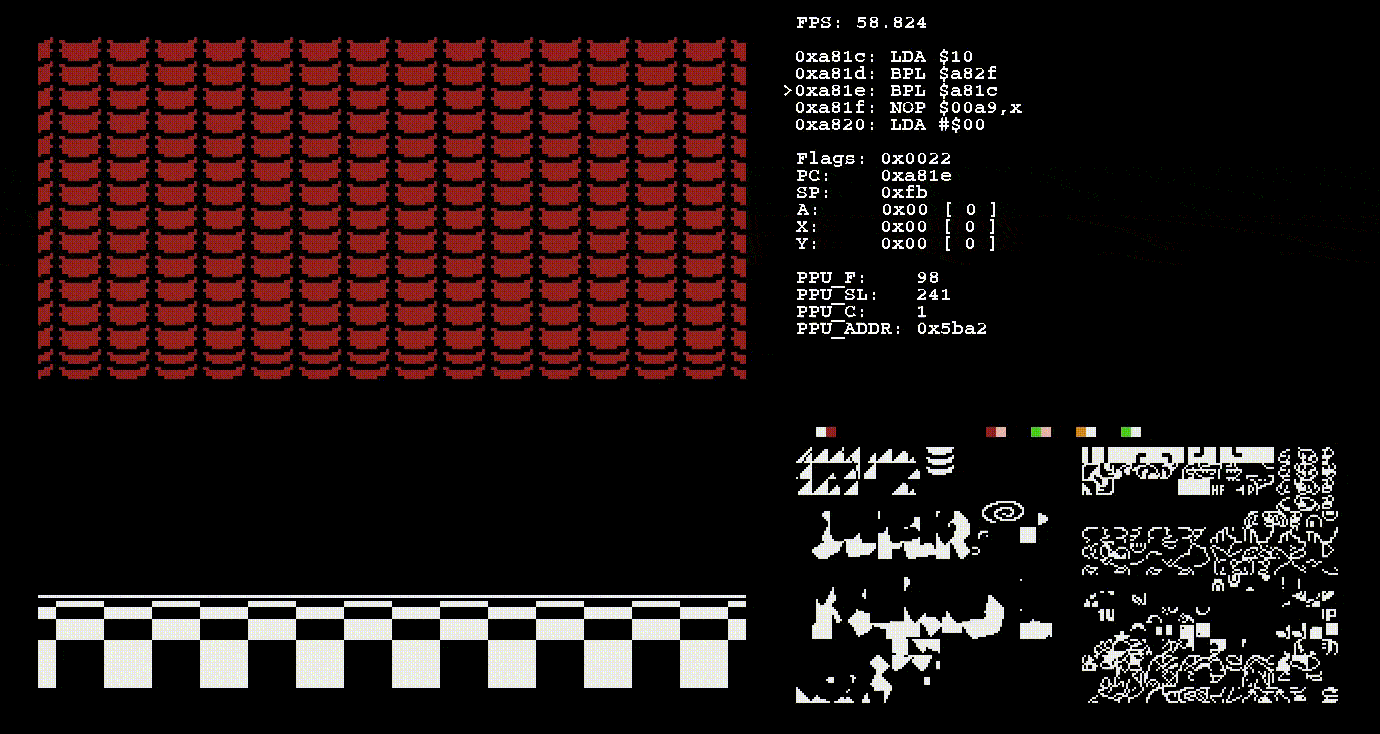 FPS: 58.824
0xa81c: LDA $10
0xa81d: BPL $a82f
>0xa81e: BPL $a81c
0xa81f: NOP $00a9,x
0xa820: LDA #$00
Flags: 0x0022
PC: 0xa81e
SP: 0xfb
A: 0x00 [ 0 ]
X: 0x00 [ 0 ]
Y: 0x00 [ 0 ]
PPU_F: 98
PPU_SL: 241
PPU_C: 1
PPU_ADDR: 0x5ba2